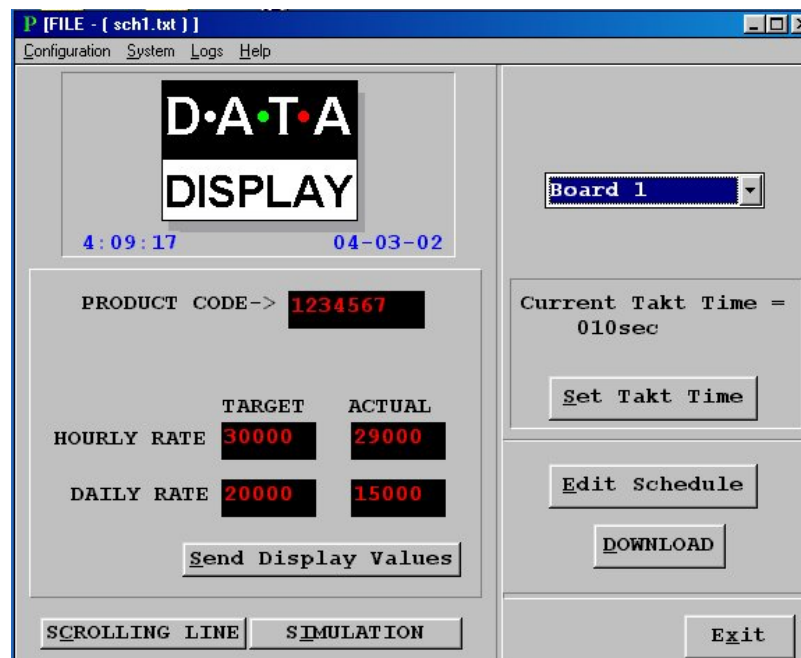 P [FILE - ( sch1.txt ) ]
Configuration System Logs Help
D•A•T•A
DISPLAY
4:09:17 04-03-02
PRODUCT CODE-> 1234567
TARGET ACTUAL
HOURLY RATE 30000 29000
DAILY RATE 20000 15000
Send Display Values
SCROLLING LINE SIMULATION
Board 1
Current Takt Time =
010sec
Set Takt Time
Edit Schedule
DOWNLOAD
Exit